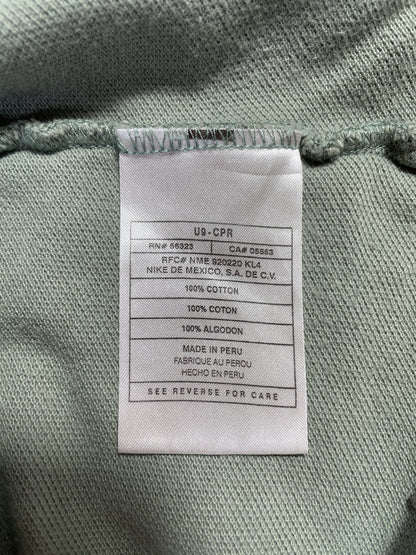 U9-CPR
RN# 56323 CA# 05553
RFC# NME 920220 KL4
NIKE DE MEXICO, S.A. DE C.V.
100% COTTON
100% COTON
100% ALGODON
MADE IN PERU
FABRIQUE AU PEROU
HECHO EN PERU
SEE REVERSE FOR CARE